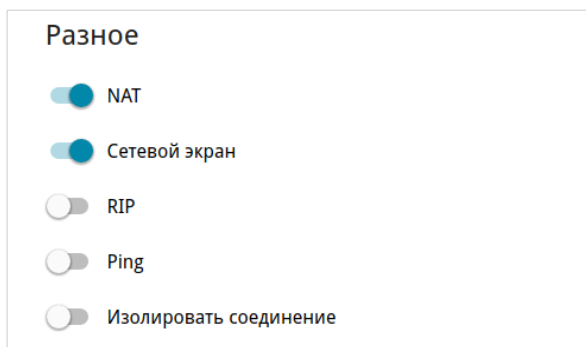 Разное
NAT
Сетевой экран
RIP
Ping
Изолировать соединение